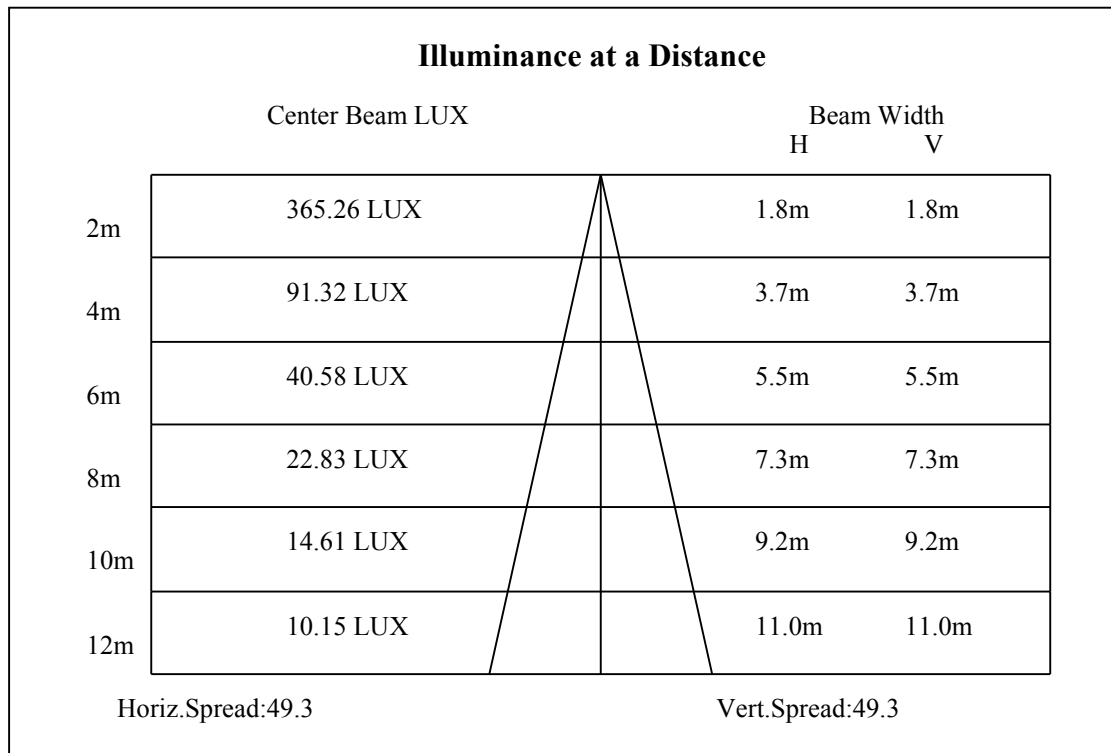 Illuminance at a Distance
Center Beam LUX Beam Width
H V
2m 365.26 LUX 1.8m 1.8m
4m 91.32 LUX 3.7m 3.7m
6m 40.58 LUX 5.5m 5.5m
8m 22.83 LUX 7.3m 7.3m
10m 14.61 LUX 9.2m 9.2m
12m 10.15 LUX 11.0m 11.0m
Horiz.Spread:49.3 Vert.Spread:49.3